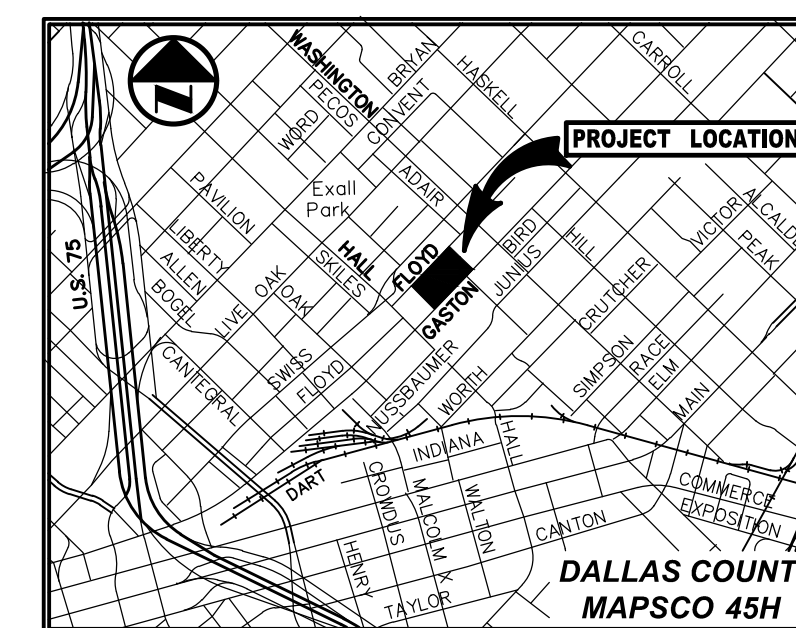 CARROLL
BRYAN
WASHINGTON
HASKELL
PECOS
CONVENT
WORD
PROJECT LOCATION
ADAIR
PAVILION
Exall
Park
ALCALDE
VICTOR
PEAK
LIBERTY
HALL
SKILES
FLOYD
BIRD
HILL
JUNIUS
U.S. 75
ALLEN
BOGEL
OAK
OAK
LIVE
GASTON
CRUTCHER
CANTEGRAL
SWISS
FLOYD
NUSSBAUMER
WORTH
SIMPSON
RACE
ELM
MAIN
INDIANA
HALL
DART
CROWDUS
MALCOLM X
WALTON
COMMERCE
EXPOSITION
CANTON
HENRY
TAYLOR
DALLAS COUNT
MAPSCO 45H
N